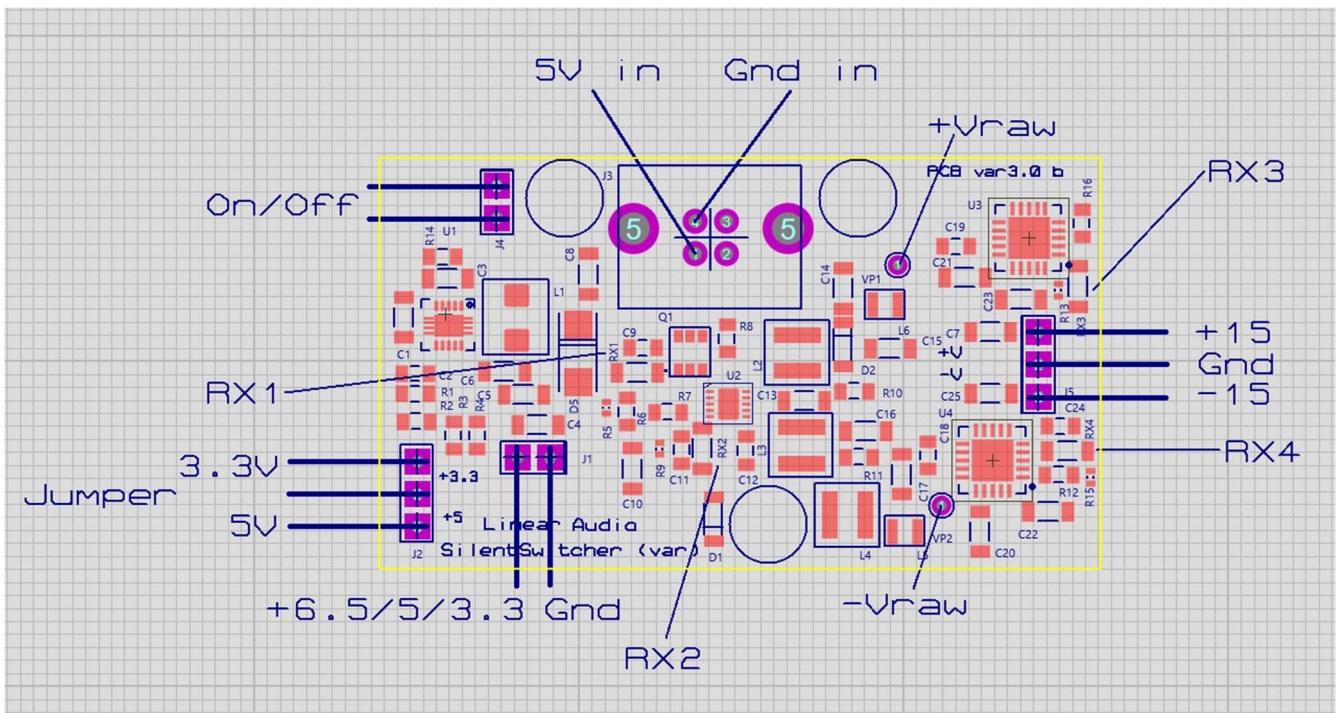 5V in
Gnd in
+Vraw
PCB var3.0 b
RX3
On/Off
J3
R16
U3
U1
J4
R14
C8
5
4
3
5
1
2
C19
C3
L1
C21
C14
VP1
C23
R13
RX3
Q1
R8
C9
L6
C7
+15
C1
RX1
L2
C15
+V
Gnd
-V
C2
C6
U2
D2
-15
RX1
R1
C5
D5
R7
C13
R10
C25
J5
R2
R3
R4
R5
R6
C16
U4
C24
C4
RX2
L3
C18
RX4
RX4
3.3V
J1
R9
C11
C12
R11
R12
R15
+3.3
C10
C17
Jumper
5V
+5
Linear Audio
C22
J2
SilentSwitcher (var)
D1
L4
L5
VP2
C20
+6.5/5/3.3 Gnd
-Vraw
RX2